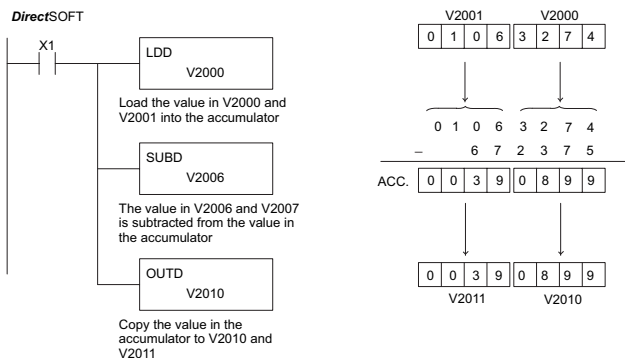 DirectSOFT
X1
LDD
V2000
Load the value in V2000 and
V2001 into the accumulator
SUBD
V2006
The value in V2006 and V2007
is subtracted from the value in
the accumulator
OUTD
V2010
Copy the value in the
accumulator to V2010 and
V2011
V2001 V2000
0 1 0 6 3 2 7 4
0 1 0 6 3 2 7 4
– 6 7 2 3 7 5
ACC. 0 0 3 9 0 8 9 9
0 0 3 9 0 8 9 9
V2011 V2010